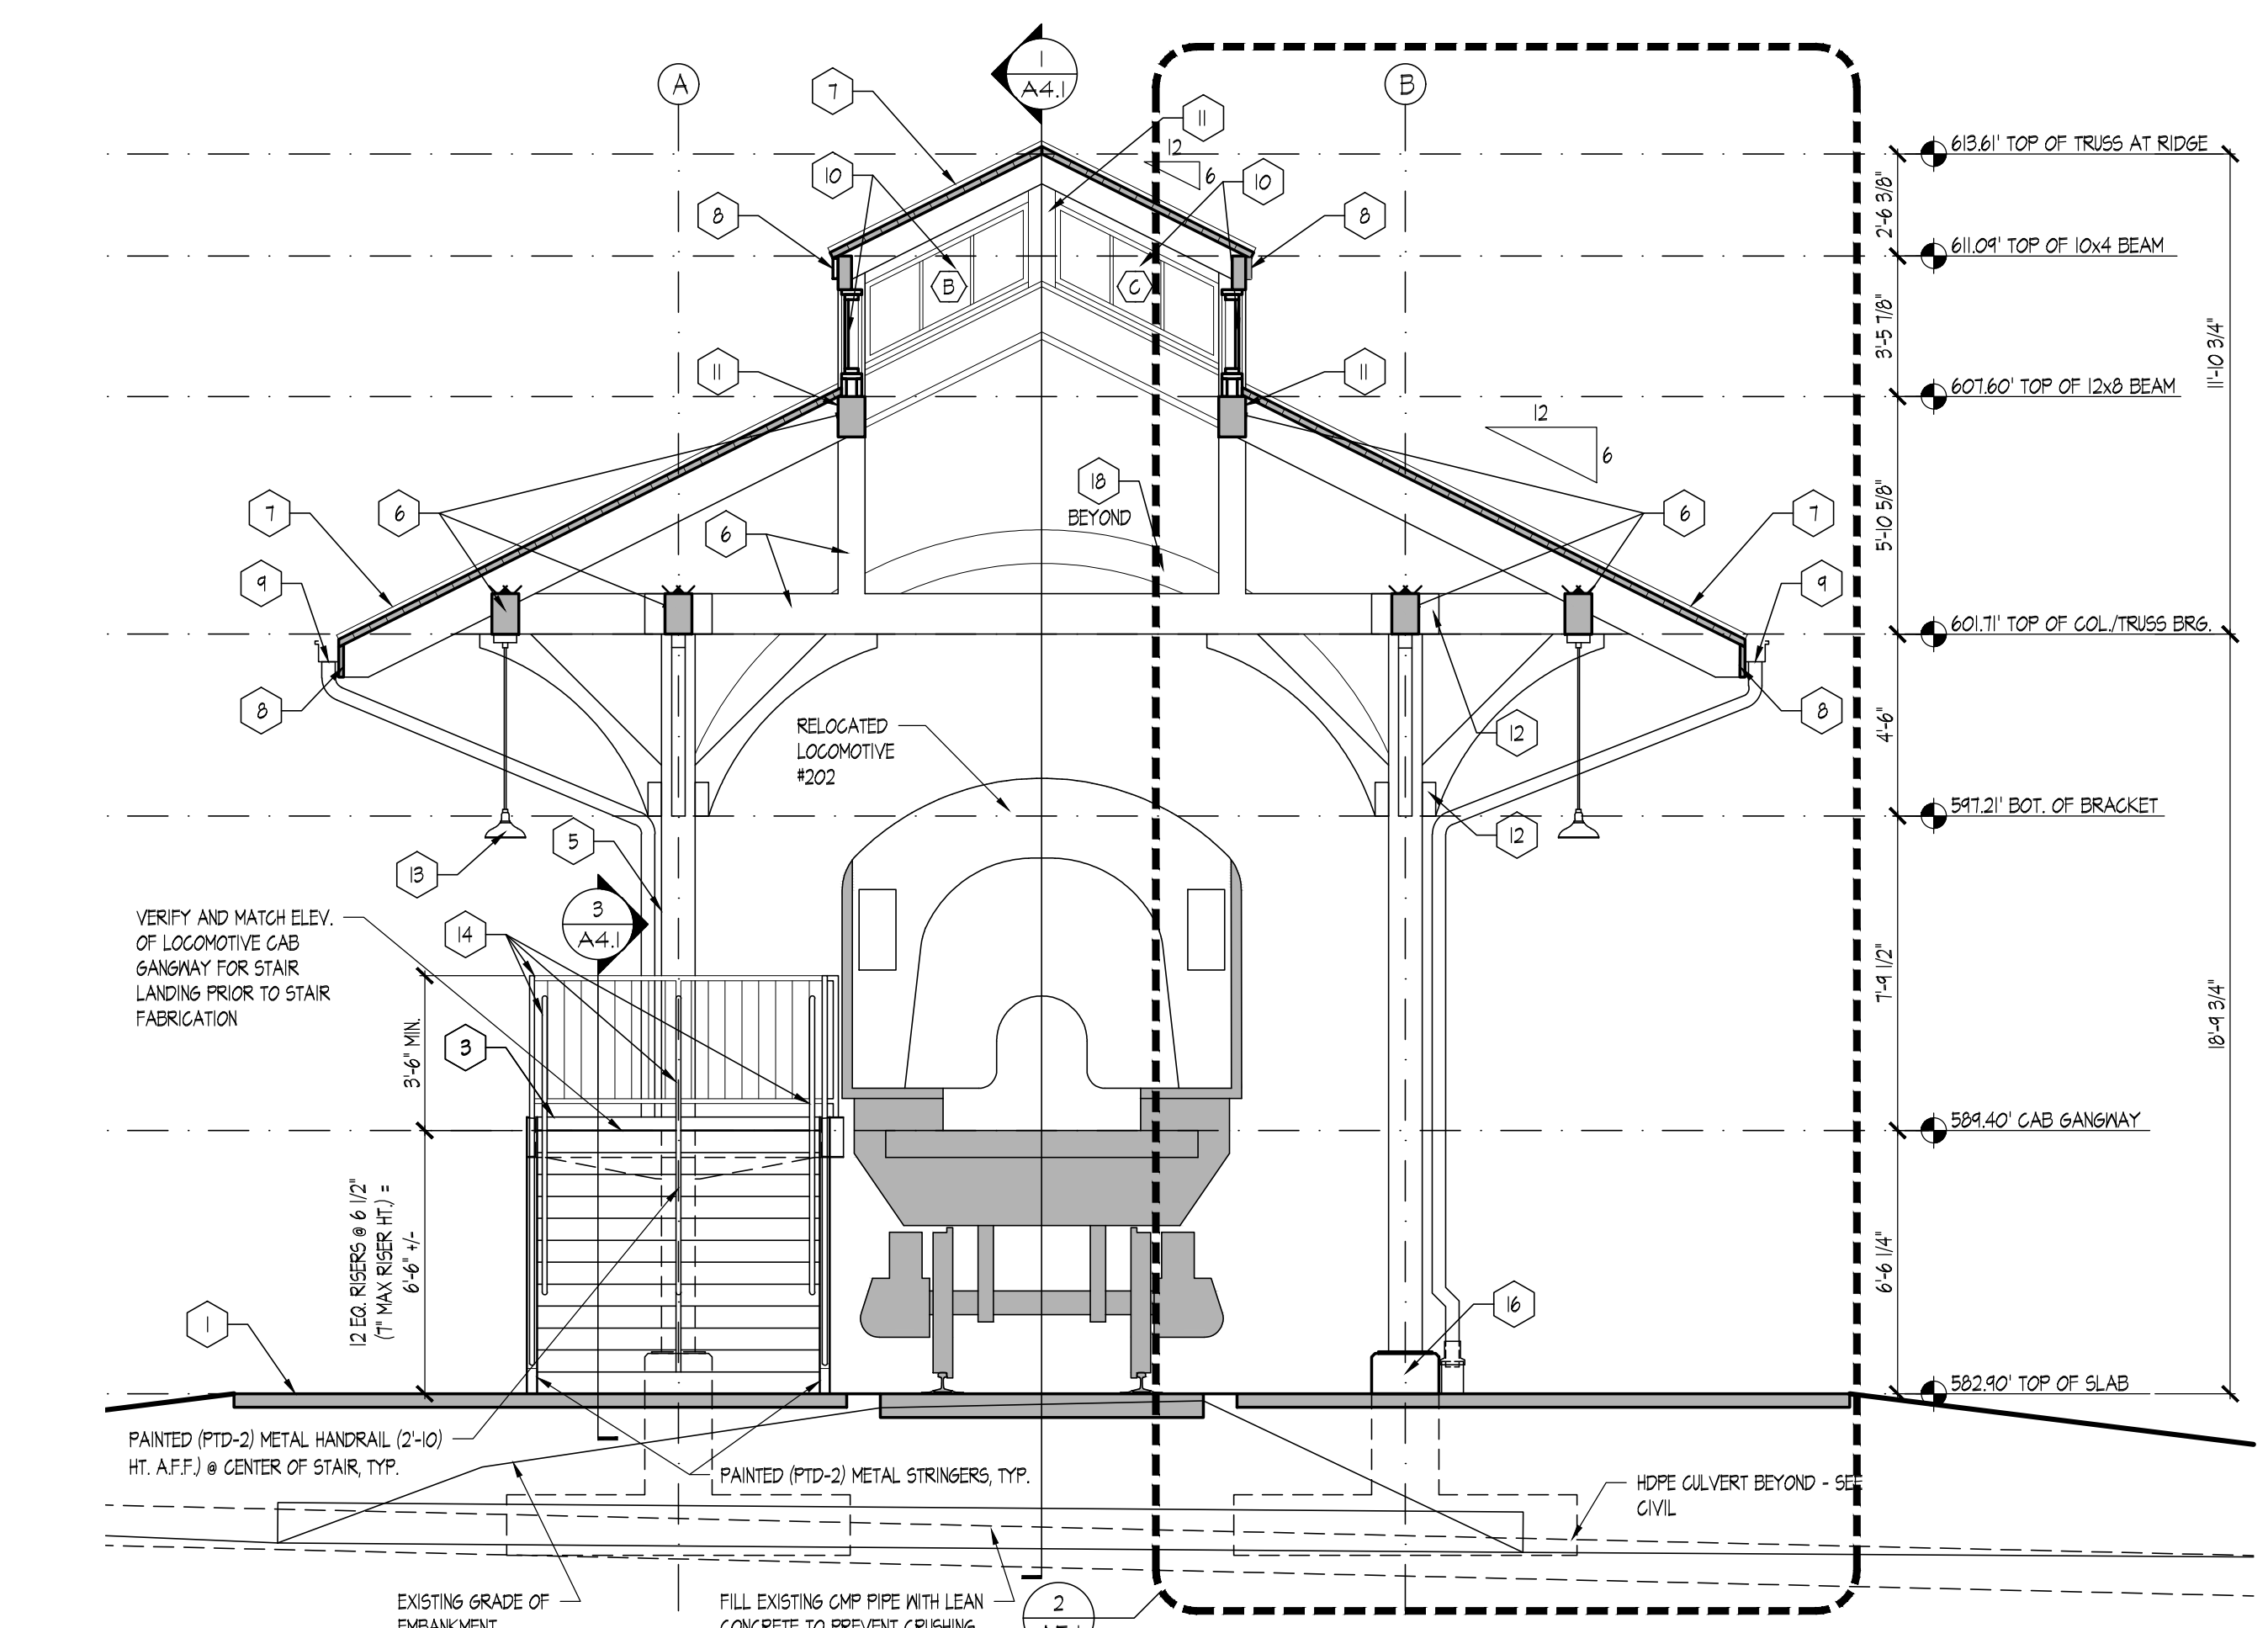 A
1
A4.1
B
7
11
12
6
10
10
8
8
B
C
11
11
12
6
18
BEYOND
7
6
6
6
7
9
9
8
8
12
12
RELOCATED
LOCOMOTIVE
#202
13
5
3
A4.1
14
3
VERIFY AND MATCH ELEV.
OF LOCOMOTIVE CAB
GANGWAY FOR STAIR
LANDING PRIOR TO STAIR
FABRICATION
3'-6" MIN.
12 EQ. RISERS @ 6 1/2"
(7" MAX RISER HT.) =
6'-6" +/-
1
16
613.61' TOP OF TRUSS AT RIDGE
2'-6 3/8"
611.09' TOP OF 10x4 BEAM
3'-5 7/8"
11'-10 3/4"
607.60' TOP OF 12x8 BEAM
5'-10 5/8"
601.71' TOP OF COL./TRUSS BRG.
4'-6"
597.21' BOT. OF BRACKET
7'-9 1/2"
18'-9 3/4"
589.40' CAB GANGWAY
6'-6 1/4"
582.90' TOP OF SLAB
PAINTED (PTD-2) METAL HANDRAIL (2'-10)
HT. A.F.F.) @ CENTER OF STAIR, TYP.
PAINTED (PTD-2) METAL STRINGERS, TYP.
HDPE CULVERT BEYOND - SEE
CIVIL
EXISTING GRADE OF
EMBANKMENT
FILL EXISTING CMP PIPE WITH LEAN
CONCRETE TO PREVENT CRUSHING
2